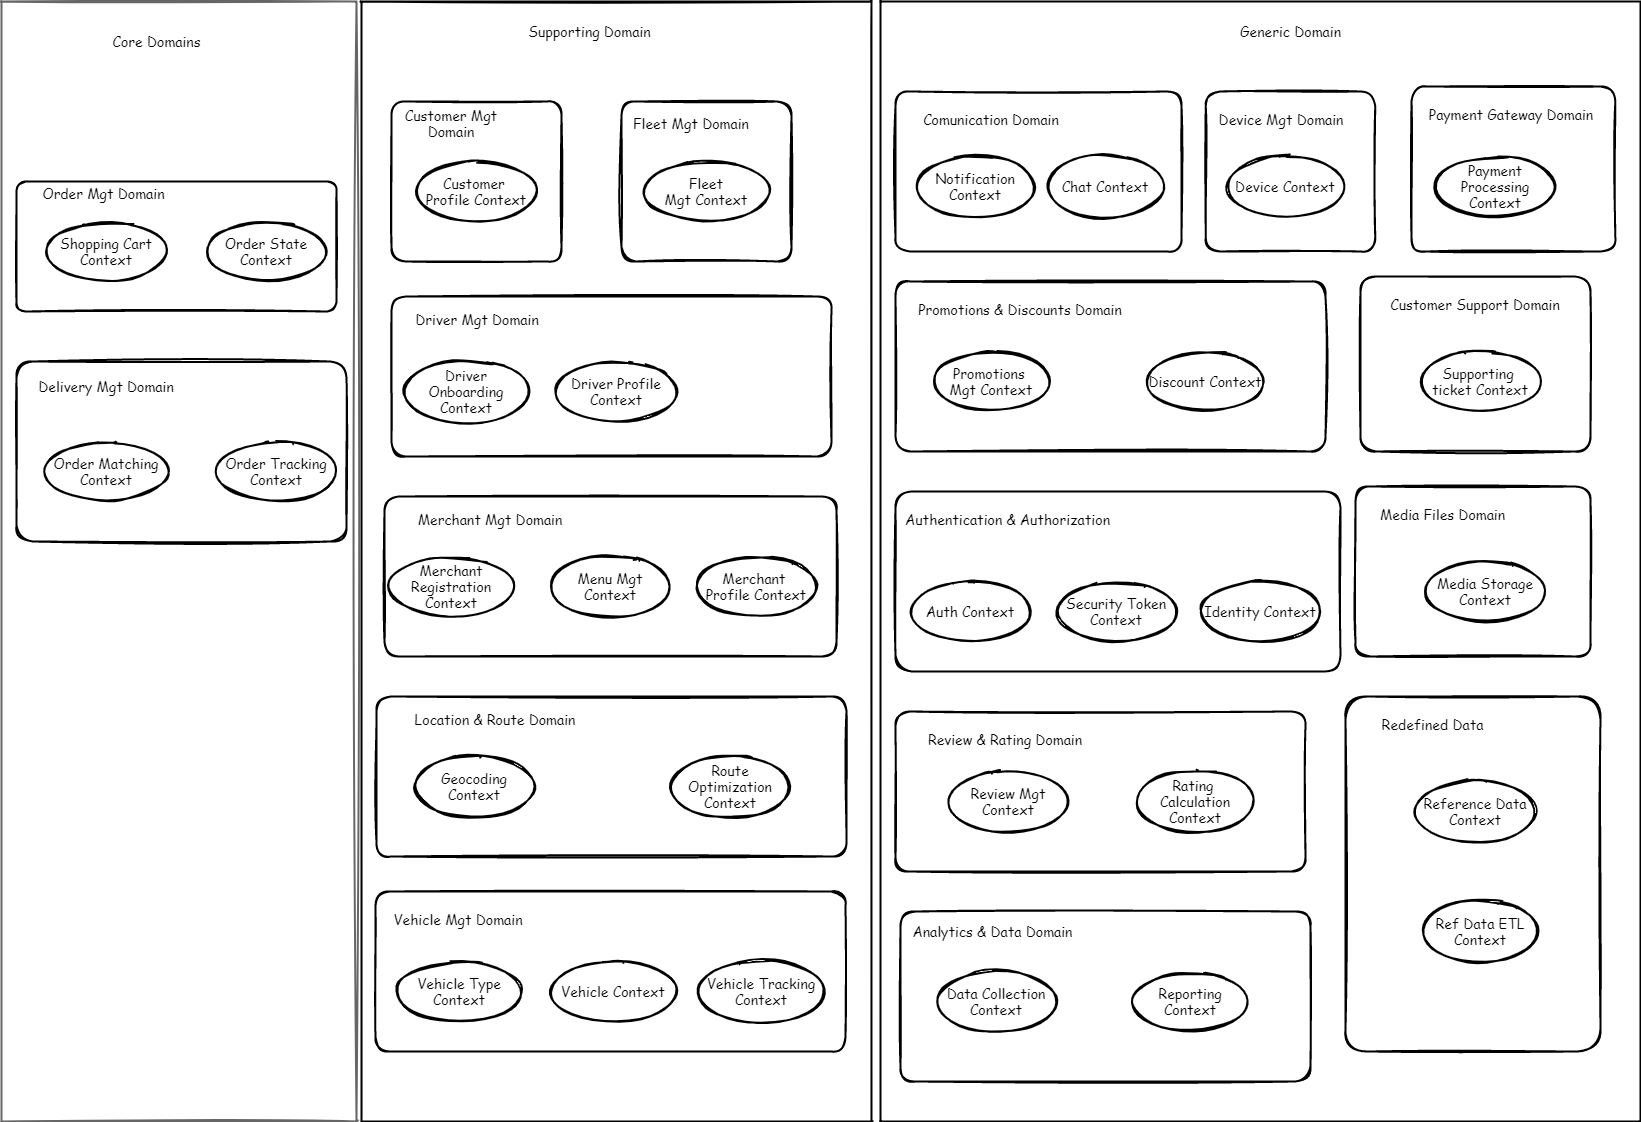 Core Domains
Order Mgt Domain
Shopping Cart
Context
Order State
Context
Delivery Mgt Domain
Order Matching
Context
Order Tracking
Context
Supporting Domain
Customer Mgt
Domain
Customer
Profile Context
Fleet Mgt Domain
Fleet
Mgt Context
Driver Mgt Domain
Driver
Onboarding
Context
Driver Profile
Context
Merchant Mgt Domain
Merchant
Registration
Context
Menu Mgt
Context
Merchant
Profile Context
Location & Route Domain
Geocoding
Context
Route
Optimization
Context
Vehicle Mgt Domain
Vehicle Type
Context
Vehicle Context
Vehicle Tracking
Context
Generic Domain
Comunication Domain
Notification
Context
Chat Context
Device Mgt Domain
Device Context
Payment Gateway Domain
Payment
Processing
Context
Promotions & Discounts Domain
Promotions
Mgt Context
Discount Context
Customer Support Domain
Supporting
ticket Context
Authentication & Authorization
Auth Context
Security Token
Context
Identity Context
Media Files Domain
Media Storage
Context
Review & Rating Domain
Review Mgt
Context
Rating
Calculation
Context
Redefined Data
Reference Data
Context
Ref Data ETL
Context
Analytics & Data Domain
Data Collection
Context
Reporting
Context